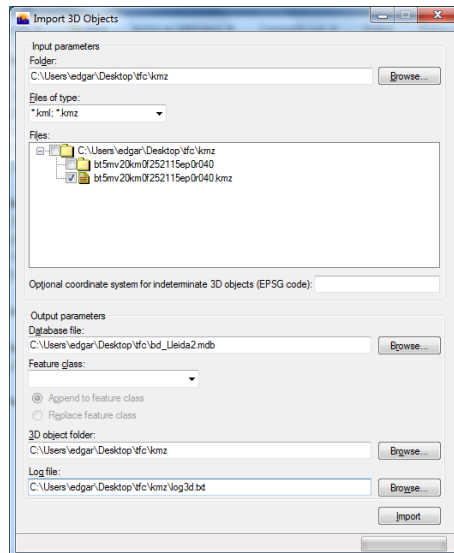 Import 3D Objects
Input parameters
Folder:
C:\Users\edgar\Desktop\tfc\kmz
Browse...
Files of type:
*.kml; *.kmz
Files:
C:\Users\edgar\Desktop\tfc\kmz
bt5mv20km0f252115ep0r040
bt5mv20km0f252115ep0r040.kmz
Optional coordinate system for indeterminate 3D objects (EPSG code):
Output parameters
Database file:
C:\Users\edgar\Desktop\tfc\bd_Lleida2.mdb
Browse...
Feature class:
Append to feature class
Replace feature class
3D object folder:
C:\Users\edgar\Desktop\tfc\kmz
Browse...
Log file:
C:\Users\edgar\Desktop\tfc\kmz\log3d.txt
Browse...
Import